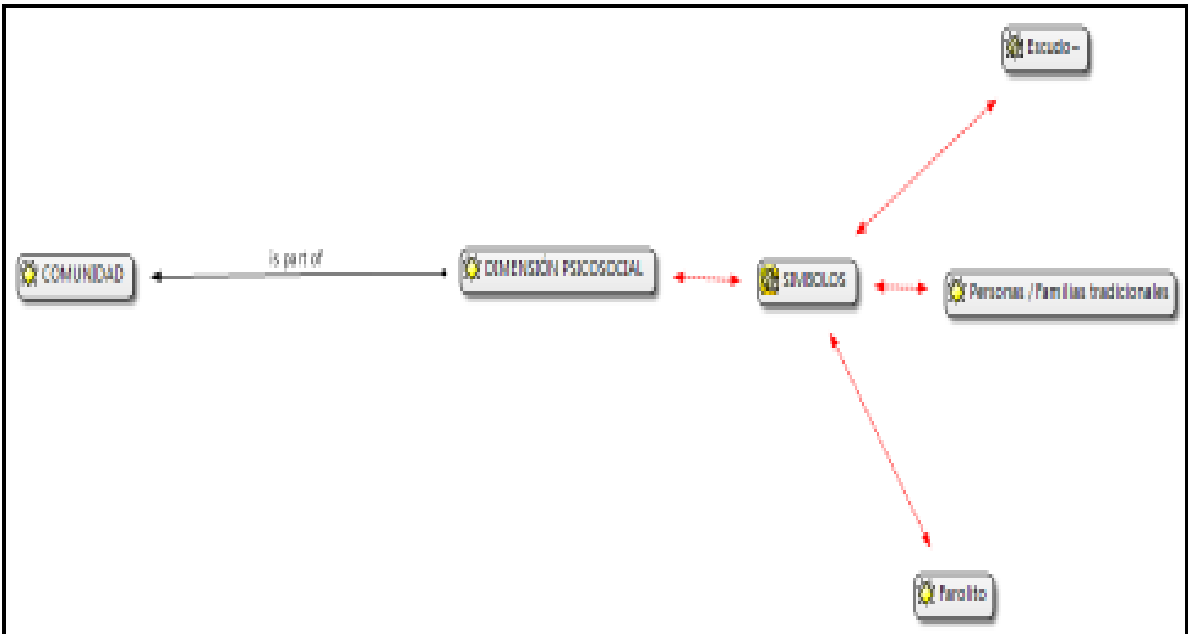 Escudo~
is part of
COMUNIDAD
DIMENSIÓN PSICOSOCIAL
SIMBOLOS
Personas / Familias tradicionales
Farolito